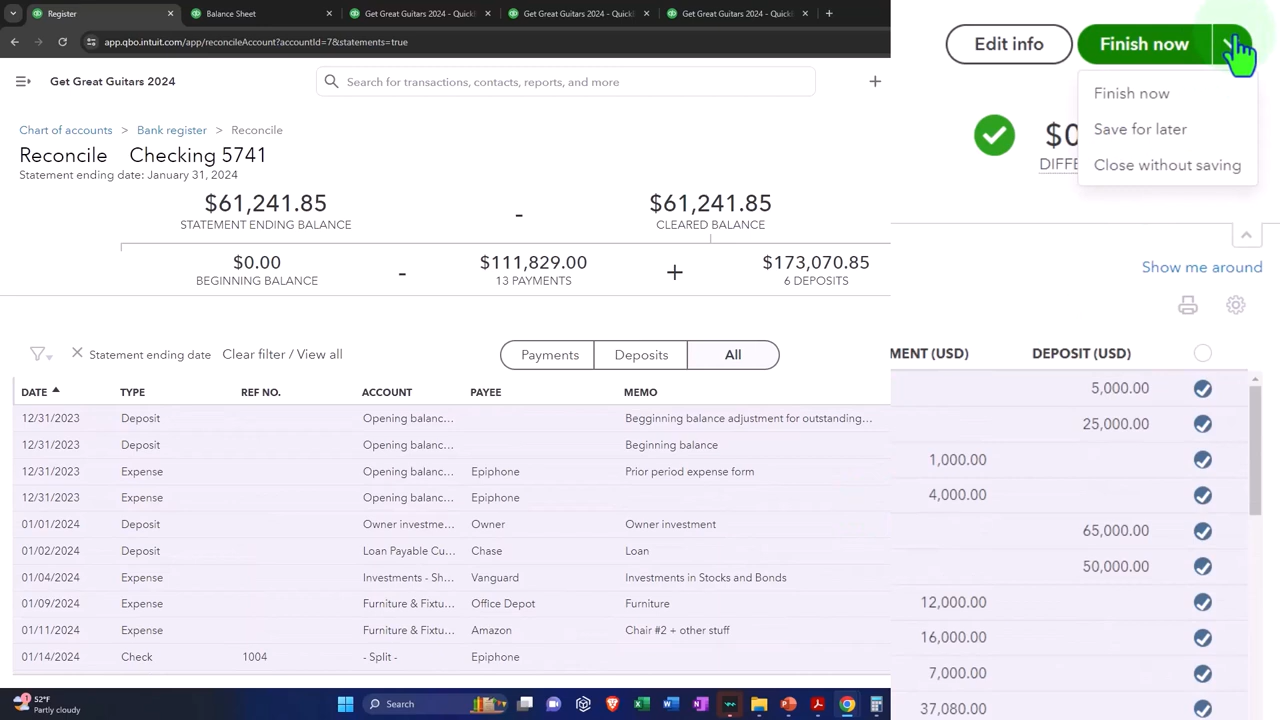 Register
Balance Sheet
Get Great Guitars 2024 - QuickB
Get Great Guitars 2024 - QuickB
Get Great Guitars 2024 - QuickB
app.qbo.intuit.com/app/reconcileAccount?accountId=7&statements=true
Get Great Guitars 2024
Search for transactions, contacts, reports, and more
Chart of accounts > Bank register > Reconcile
Reconcile Checking 5741
Statement ending date: January 31, 2024
$61,241.85 - $61,241.85
STATEMENT ENDING BALANCE CLEARED BALANCE
$0.00 - $111,829.00 + $173,070.85
BEGINNING BALANCE 13 PAYMENTS 6 DEPOSITS
Statement ending date Clear filter / View all Payments Deposits All
DATE TYPE REF NO. ACCOUNT PAYEE MEMO
12/31/2023 Deposit Opening balanc... Begginning balance adjustment for outstanding...
12/31/2023 Deposit Opening balanc... Beginning balance
12/31/2023 Expense Opening balanc... Epiphone Prior period expense form
12/31/2023 Expense Opening balanc... Epiphone
01/01/2024 Deposit Owner investme... Owner Owner investment
01/02/2024 Deposit Loan Payable Cu... Chase Loan
01/04/2024 Expense Investments - Sh... Vanguard Investments in Stocks and Bonds
01/09/2024 Expense Furniture & Fixtu... Office Depot Furniture
01/11/2024 Expense Furniture & Fixtu... Amazon Chair #2 + other stuff
01/14/2024 Check 1004 - Split - Epiphone
52°F
Partly cloudy
Search
Edit info Finish now
Finish now
Save for later
Close without saving
$0
DIFFE
Show me around
MENT (USD) DEPOSIT (USD)
5,000.00
25,000.00
1,000.00
4,000.00
65,000.00
50,000.00
12,000.00
16,000.00
7,000.00
37,080.00